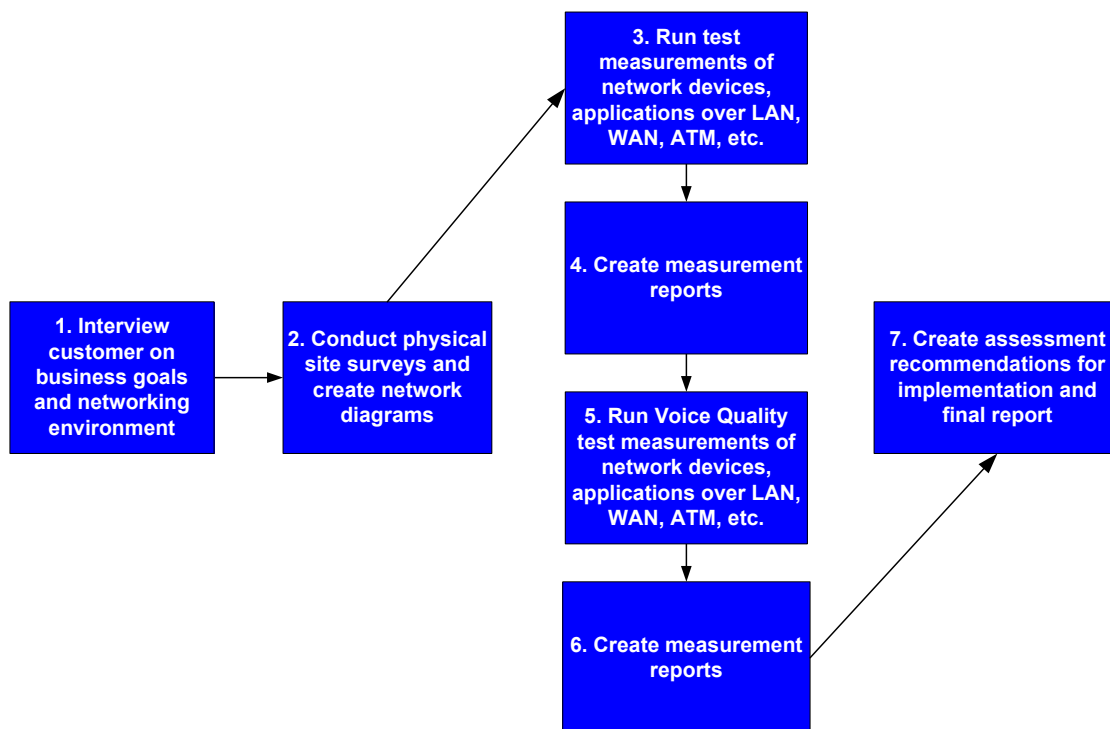 1. Interview
customer on
business goals
and networking
environment
2. Conduct physical
site surveys and
create network
diagrams
3. Run test
measurements of
network devices,
applications over LAN,
WAN, ATM, etc.
4. Create measurement
reports
5. Run Voice Quality
test measurements of
network devices,
applications over LAN,
WAN, ATM, etc.
6. Create measurement
reports
7. Create assessment
recommendations for
implementation and
final report